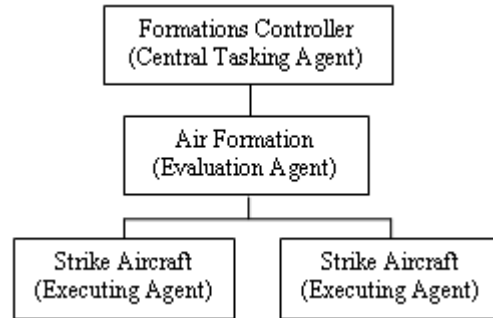 Formations Controller
(Central Tasking Agent)
Air Formation
(Evaluation Agent)
Strike Aircraft
(Executing Agent)
Strike Aircraft
(Executing Agent)